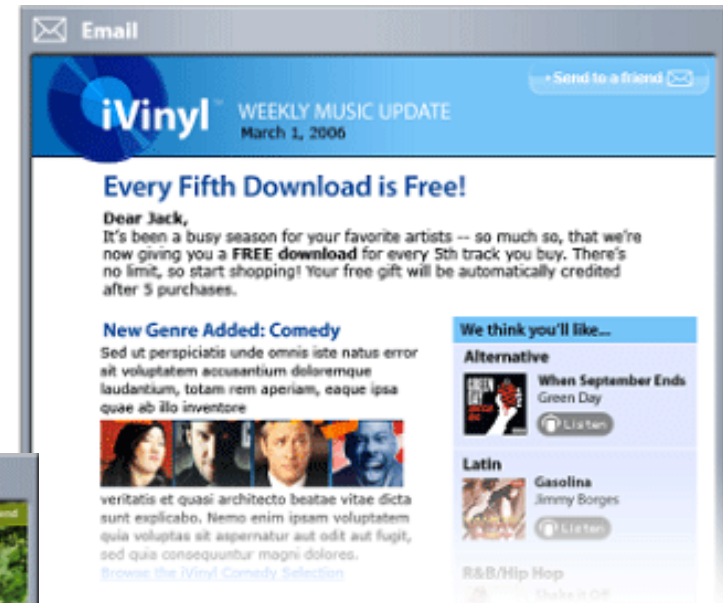 Email
Send to a friend
iVinyl™
WEEKLY MUSIC UPDATE
March 1, 2006
Every Fifth Download is Free!
Dear Jack,
It's been a busy season for your favorite artists -- so much so, that we're
now giving you a FREE download for every 5th track you buy. There's
no limit, so start shopping! Your free gift will be automatically credited
after 5 purchases.
New Genre Added: Comedy
Sed ut perspiciatis unde omnis iste natus error
sit voluptatem accusantium doloremque
laudantium, totam rem aperiam, eaque ipsa
quae ab illo inventore
veritatis et quasi architecto beatae vitae dicta
sunt explicabo. Nemo enim ipsam voluptatem
quia voluptas sit aspernatur aut odit aut fugit,
sed quia consequuntur magni dolores.
Browse the iVinyl Comedy Selection
We think you'll like...
Alternative
GREEN DAY
When September Ends
Green Day
Listen
Latin
Gasolina
Jimmy Borges
Listen
R&B/Hip Hop
Shake it Off